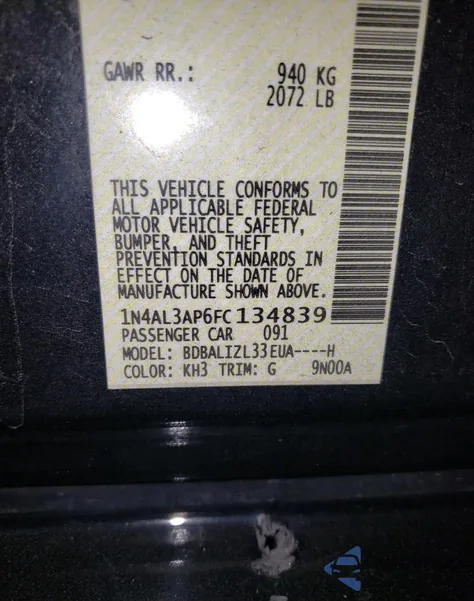 GAWR RR.: 940 KG
2072 LB
THIS VEHICLE CONFORMS TO
ALL APPLICABLE FEDERAL
MOTOR VEHICLE SAFETY,
BUMPER, AND THEFT
PREVENTION STANDARDS IN
EFFECT ON THE DATE OF
MANUFACTURE SHOWN ABOVE.
1N4AL3AP6FC134839
PASSENGER CAR 091
MODEL: BDBALIZL33EUA----H
COLOR: KH3 TRIM: G 9N00A